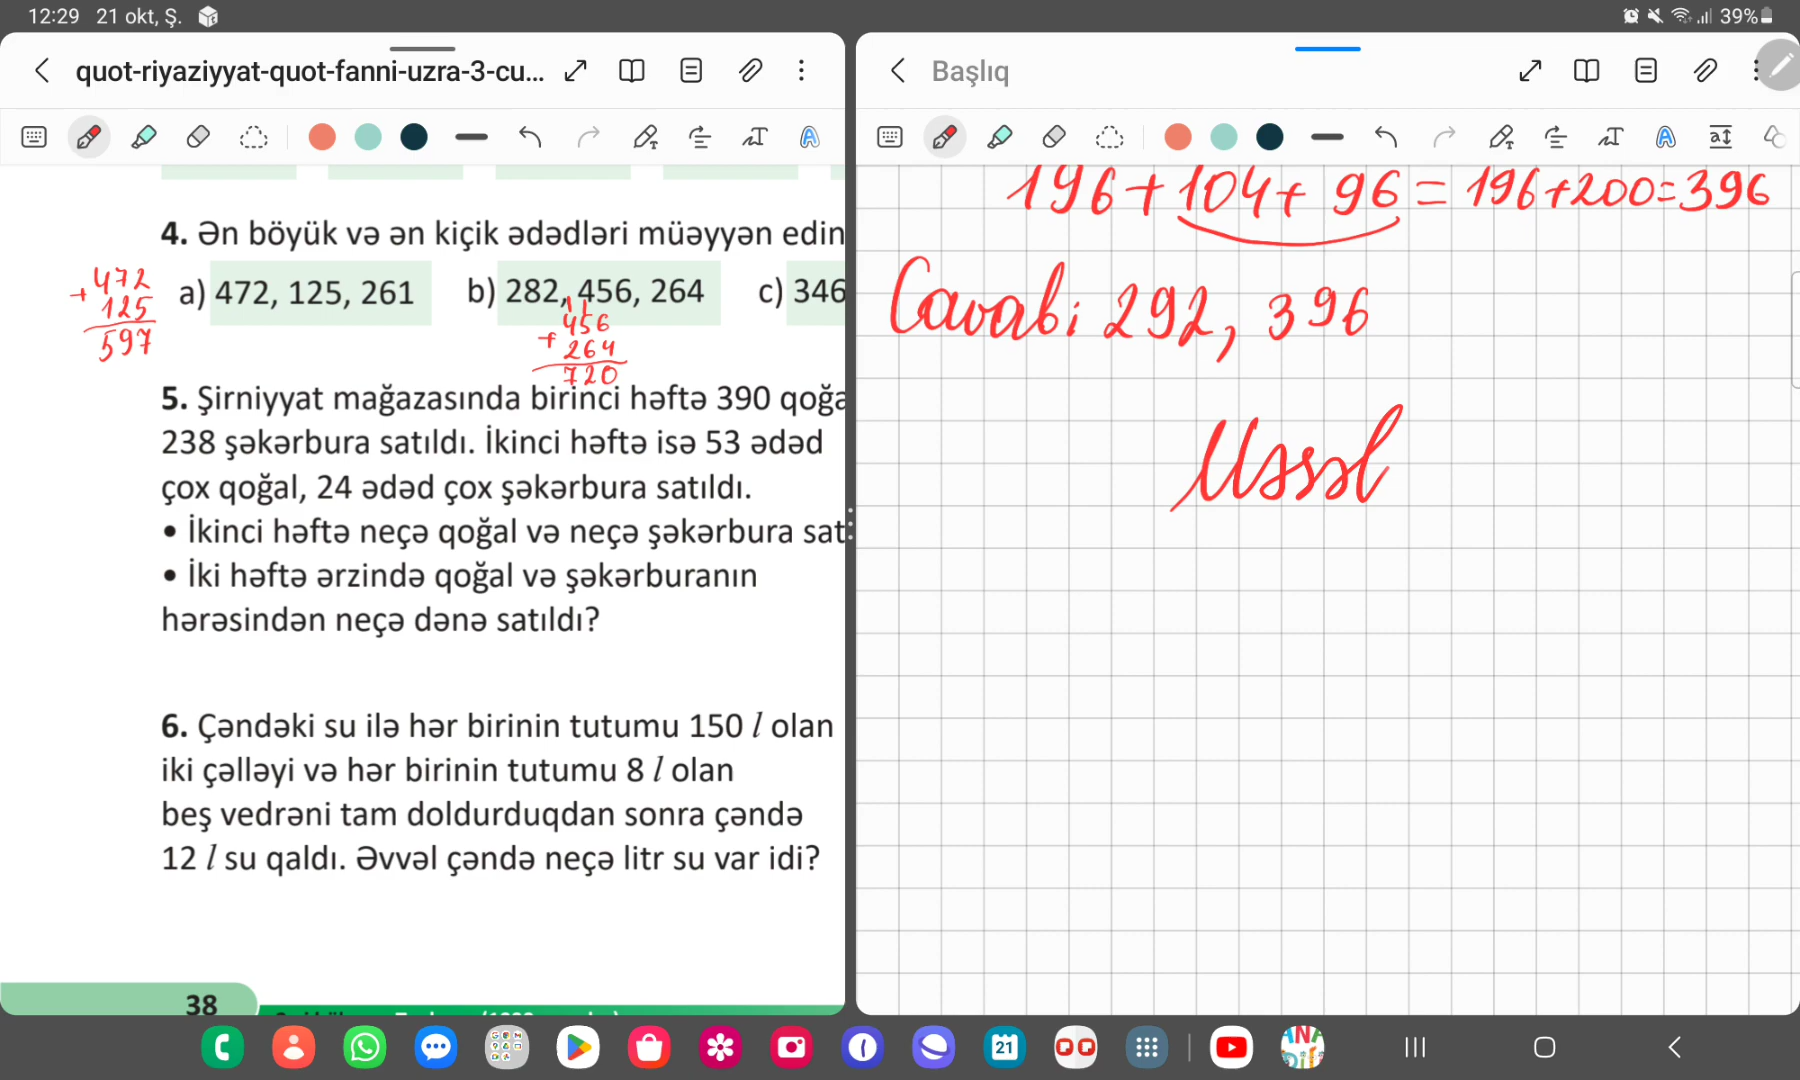 12:29 21 okt, Ş.
39%
quot-riyaziyyat-quot-fanni-uzra-3-cu...
4. Ən böyük və ən kiçik ədədləri müəyyən edin
a) 472, 125, 261 b) 282, 456, 264 c) 346
+ 472
125
597
1 1
456
+ 264
720
5. Şirniyyat mağazasında birinci həftə 390 qoğa
238 şəkərbura satıldı. İkinci həftə isə 53 ədəd
çox qoğal, 24 ədəd çox şəkərbura satıldı.
• İkinci həftə neçə qoğal və neçə şəkərbura sat
• İki həftə ərzində qoğal və şəkərburanın
hərəsindən neçə dənə satıldı?
6. Çəndəki su ilə hər birinin tutumu 150 l olan
iki çəlləyi və hər birinin tutumu 8 l olan
beş vedrəni tam doldurduqdan sonra çəndə
12 l su qaldı. Əvvəl çəndə neçə litr su var idi?
38
Başlıq
196+104+ 96=196+200=396
Cavabı 292, 396
Məsəl
21